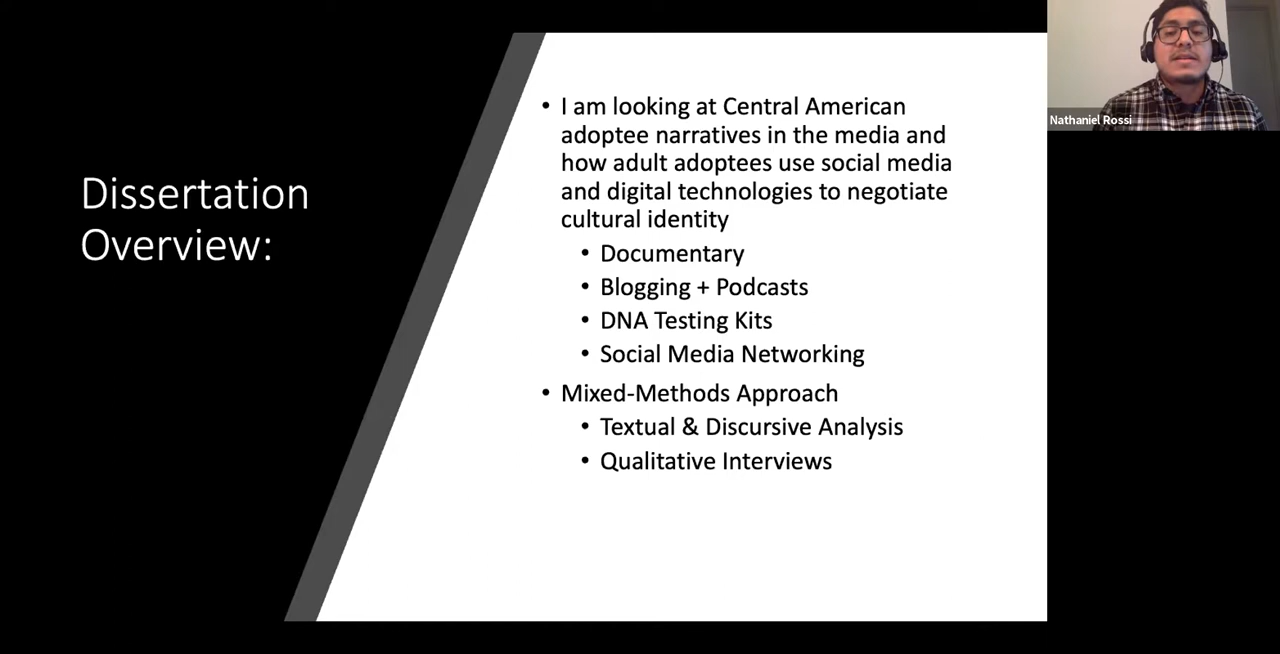 Dissertation
Overview:
• I am looking at Central American
adoptee narratives in the media and
how adult adoptees use social media
and digital technologies to negotiate
cultural identity
• Documentary
• Blogging + Podcasts
• DNA Testing Kits
• Social Media Networking
• Mixed-Methods Approach
• Textual & Discursive Analysis
• Qualitative Interviews
Nathaniel Rossi